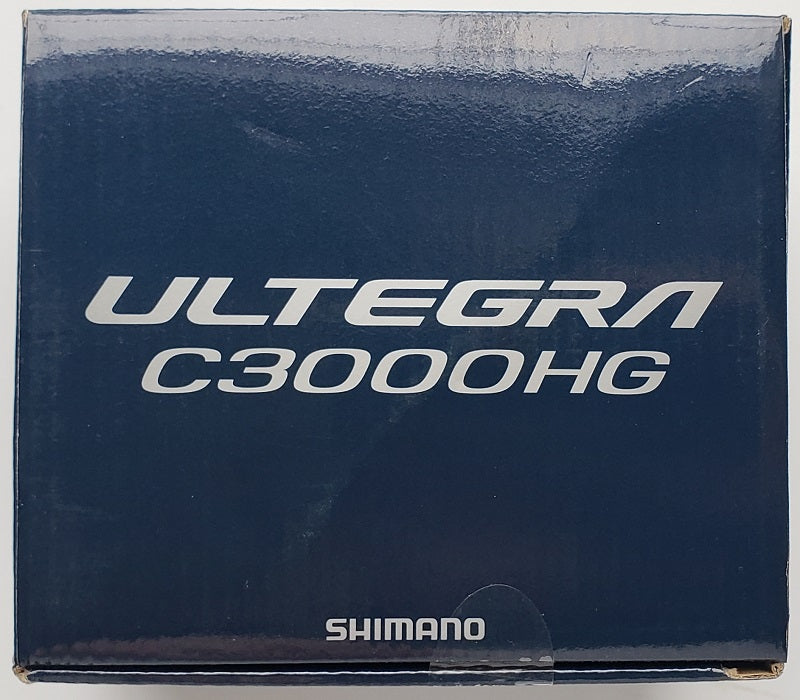 ULTEGRA
C3000HG
SHIMANO